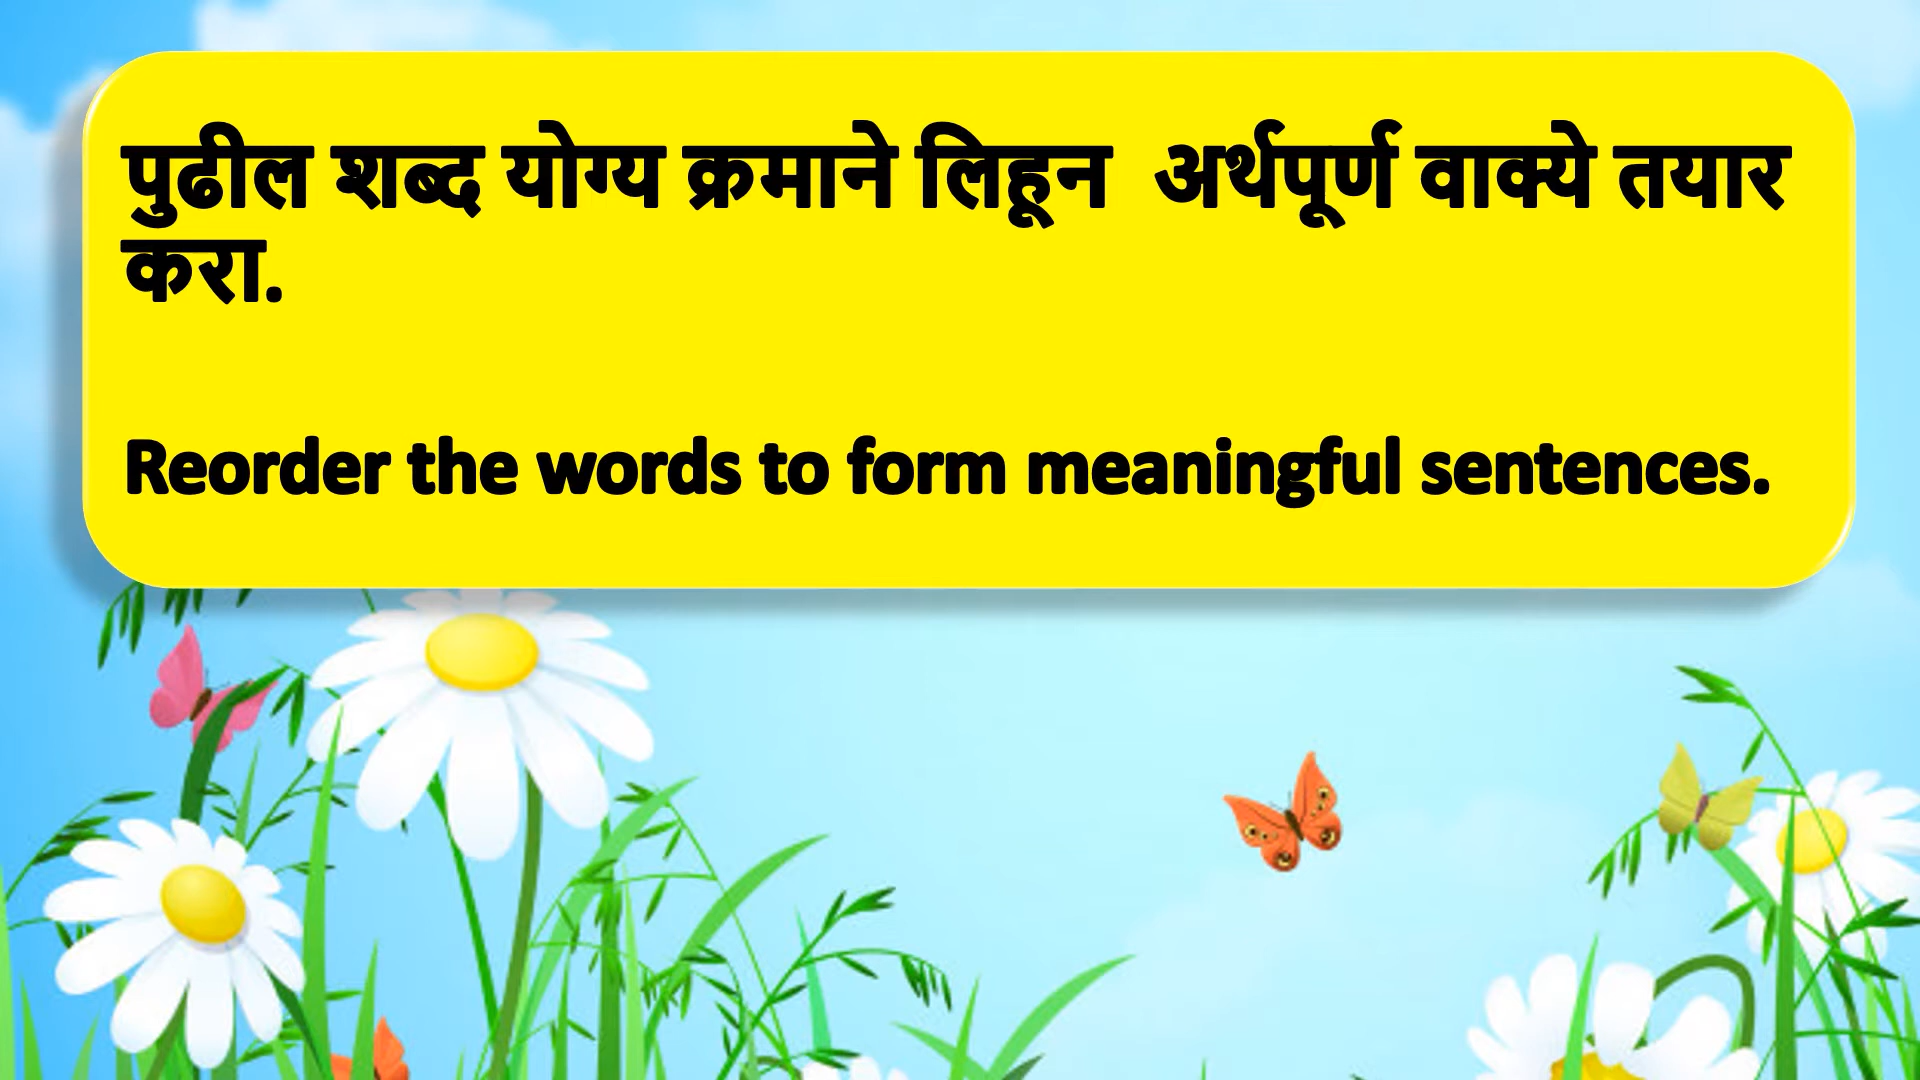 पुढील शब्द योग्य क्रमाने लिहून अर्थपूर्ण वाक्ये तयार
करा.
Reorder the words to form meaningful sentences.